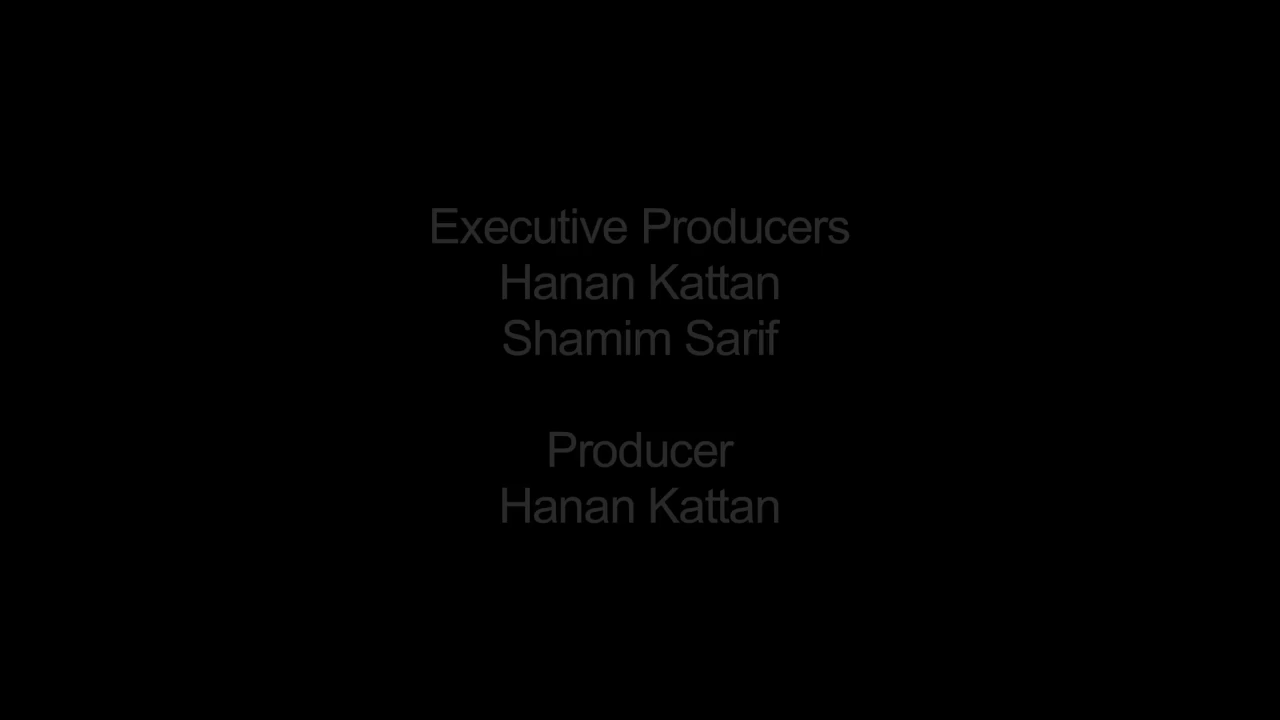 Executive Producers
Hanan Kattan
Shamim Sarif
Producer
Hanan Kattan